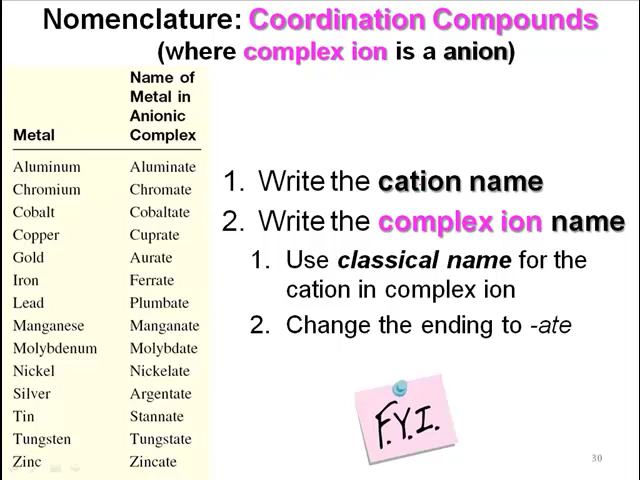 Nomenclature: Coordination Compounds
(where complex ion is a anion)
Name of
Metal in
Anionic
Metal Complex
Aluminum Aluminate
Chromium Chromate
Cobalt Cobaltate
Copper Cuprate
Gold Aurate
Iron Ferrate
Lead Plumbate
Manganese Manganate
Molybdenum Molybdate
Nickel Nickelate
Silver Argentate
Tin Stannate
Tungsten Tungstate
Zinc Zincate
1. Write the cation name
2. Write the complex ion name
1. Use classical name for the
cation in complex ion
2. Change the ending to -ate
F.Y.I.
30